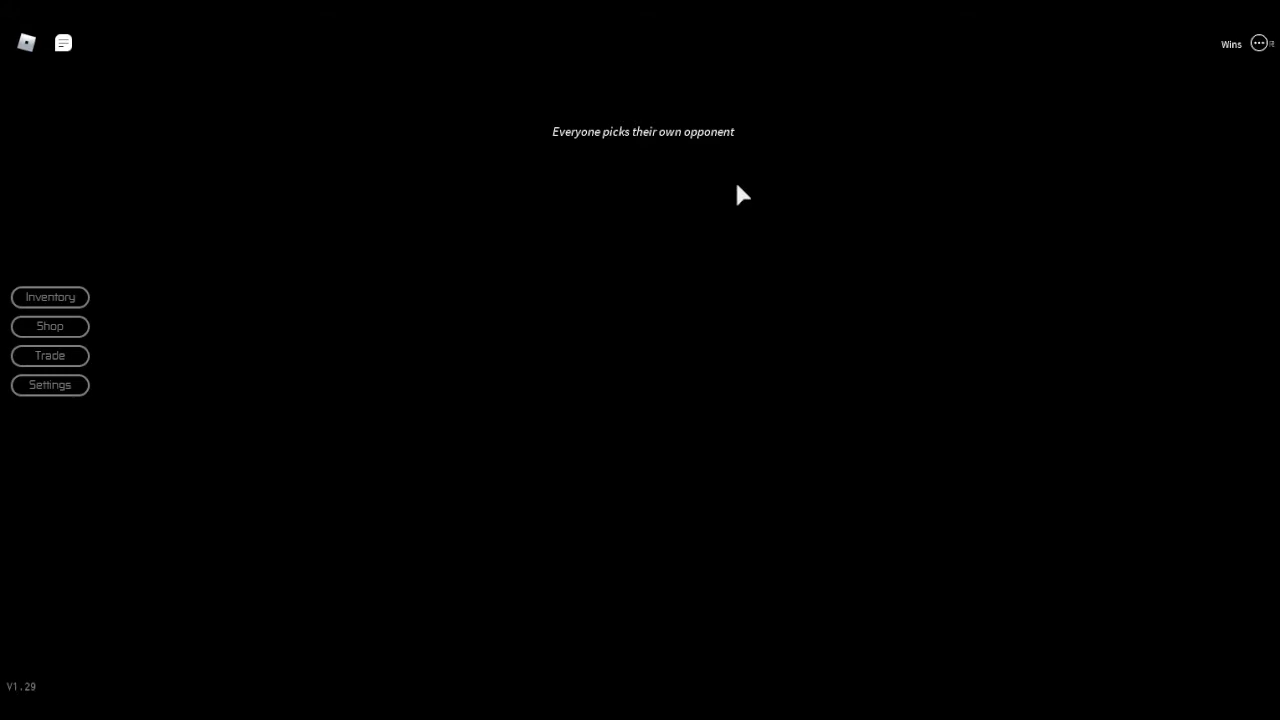 Wins
Everyone picks their own opponent
Inventory
Shop
Trade
Settings
V1.29